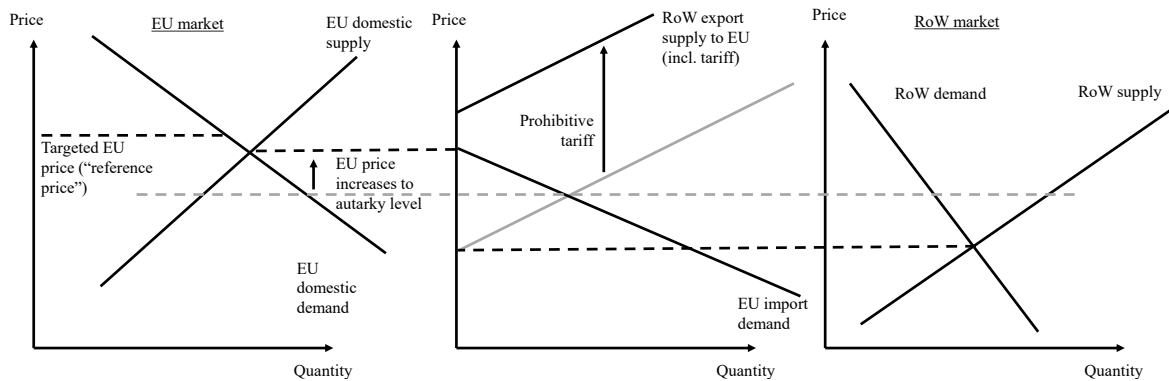 Price
EU market
EU domestic
supply
Targeted EU
price (“reference
price”)
EU price
increases to
autarky level
EU
domestic
demand
Quantity
Price
RoW export
supply to EU
(incl. tariff)
Prohibitive
tariff
EU import
demand
Quantity
Price
RoW market
RoW demand
RoW supply
Quantity